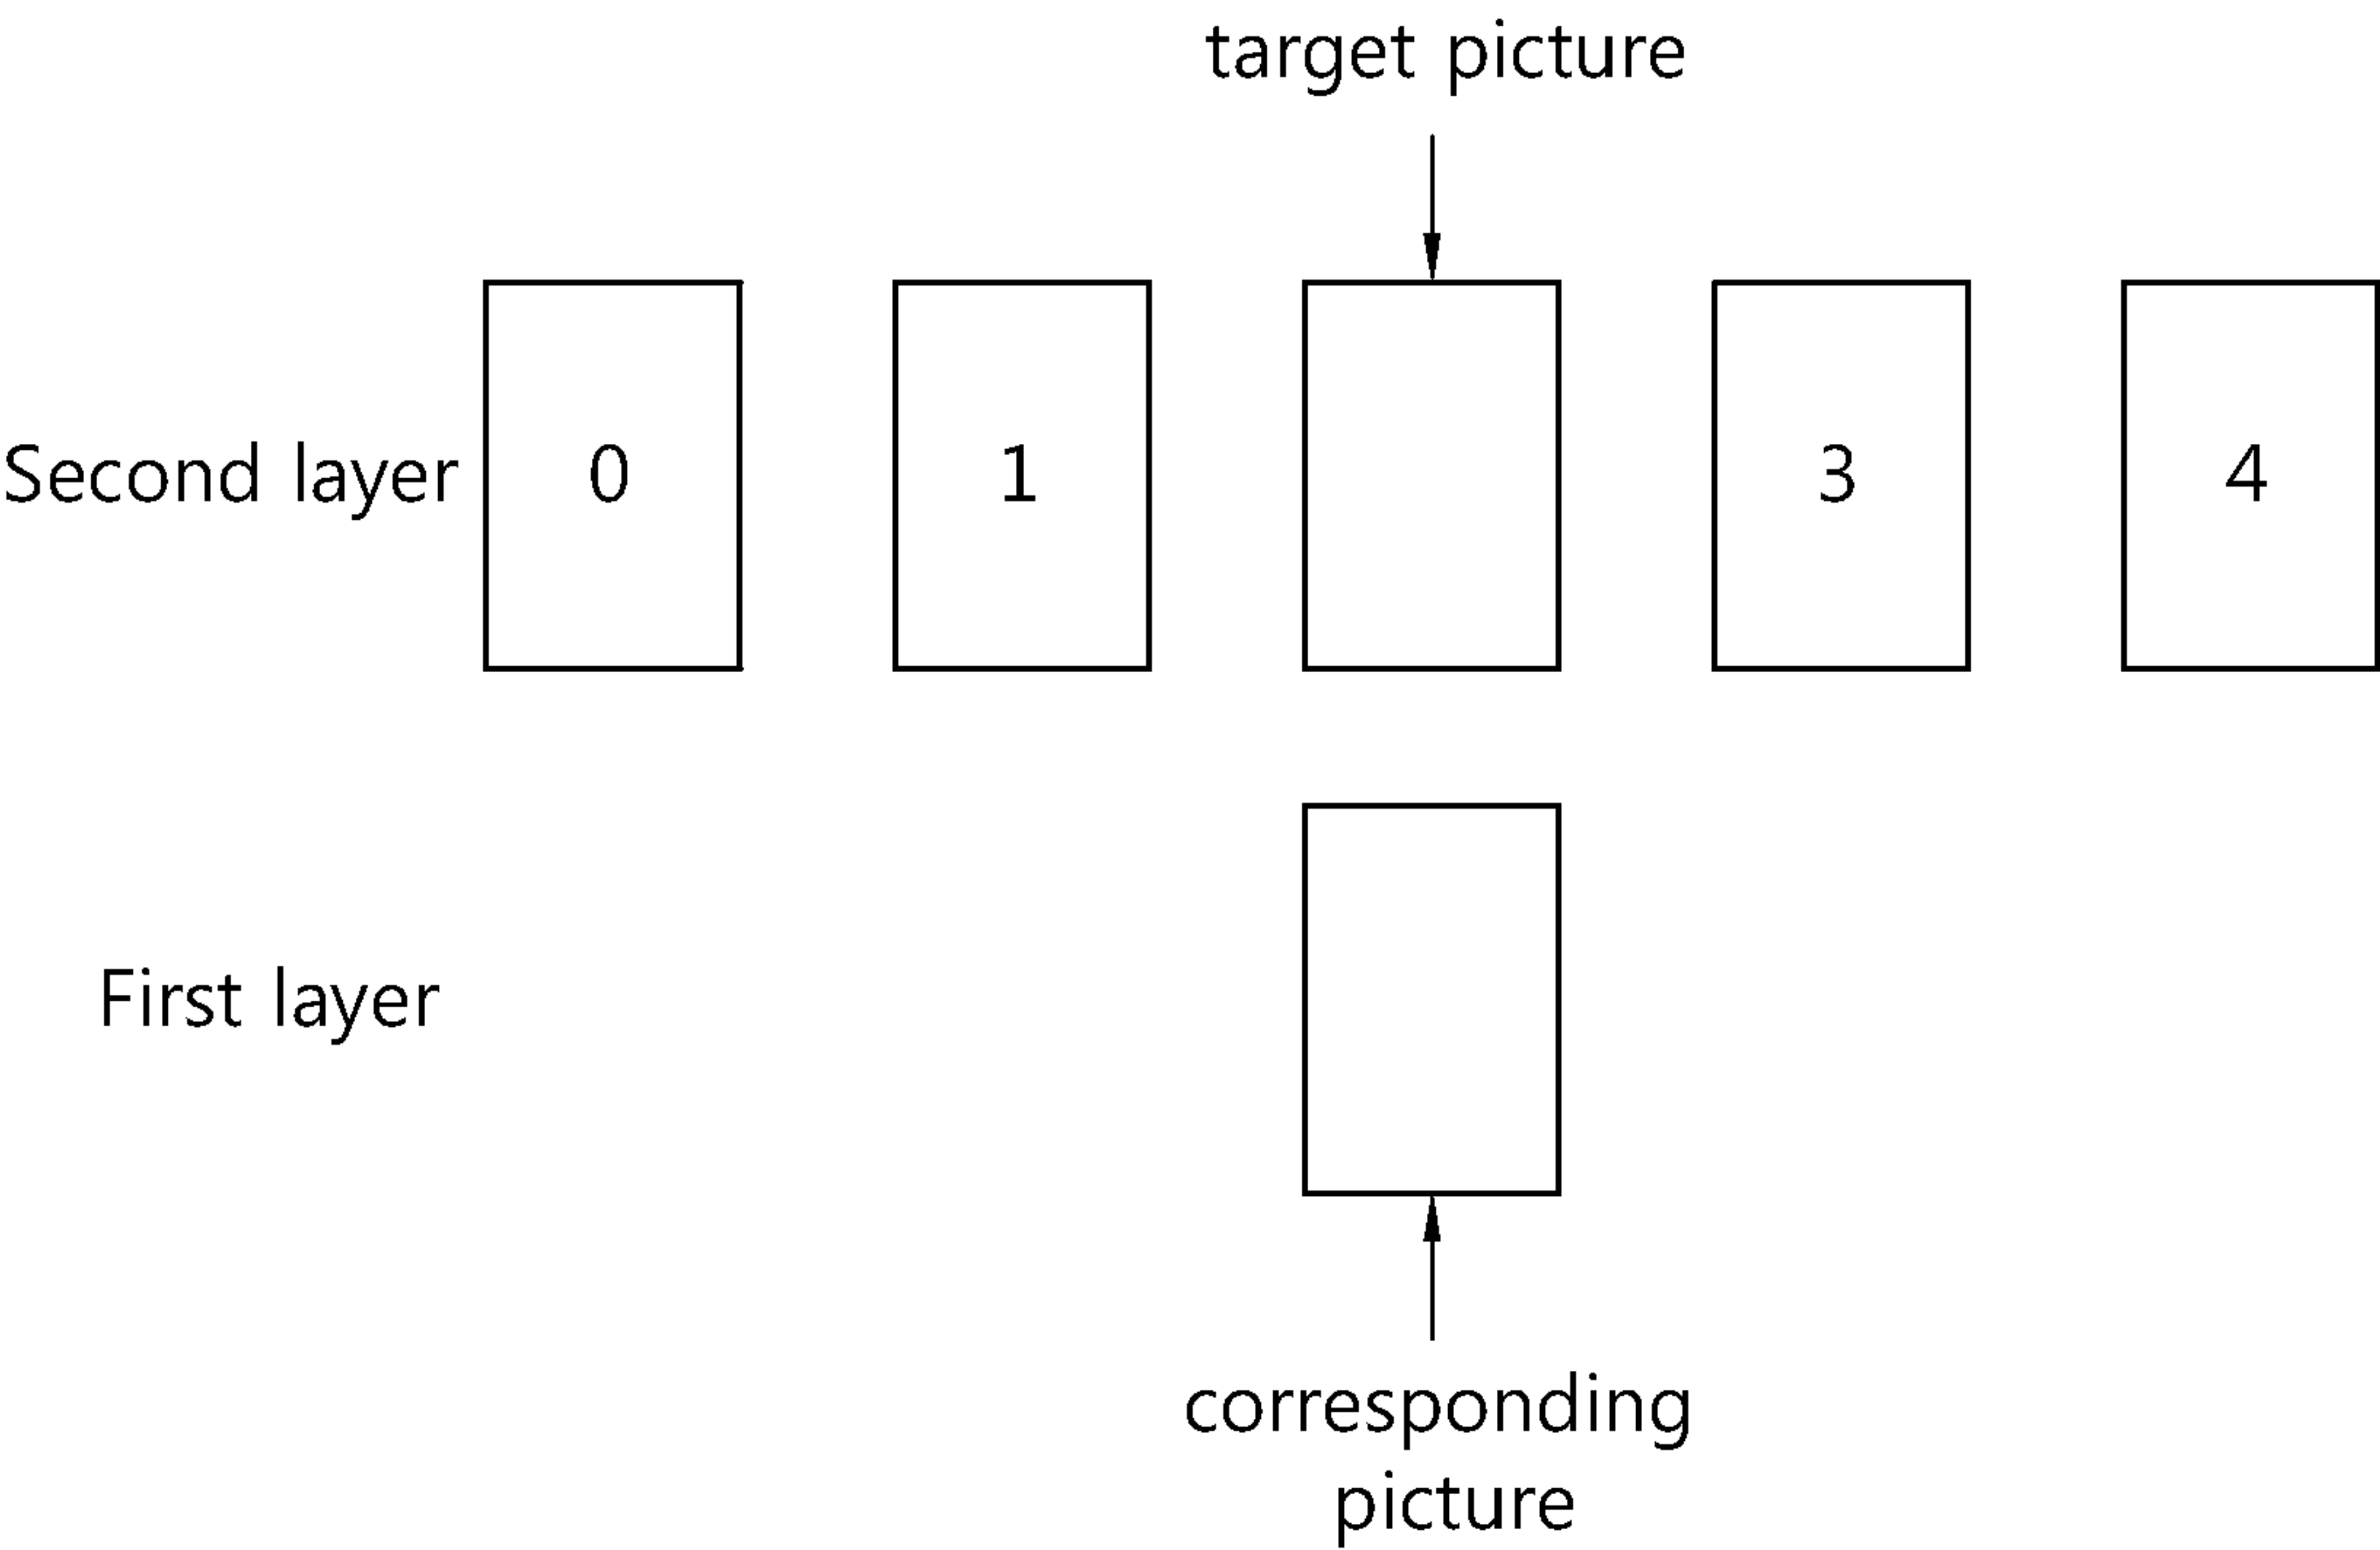 target picture
Second layer 0 1 3 4
First layer
corresponding
picture